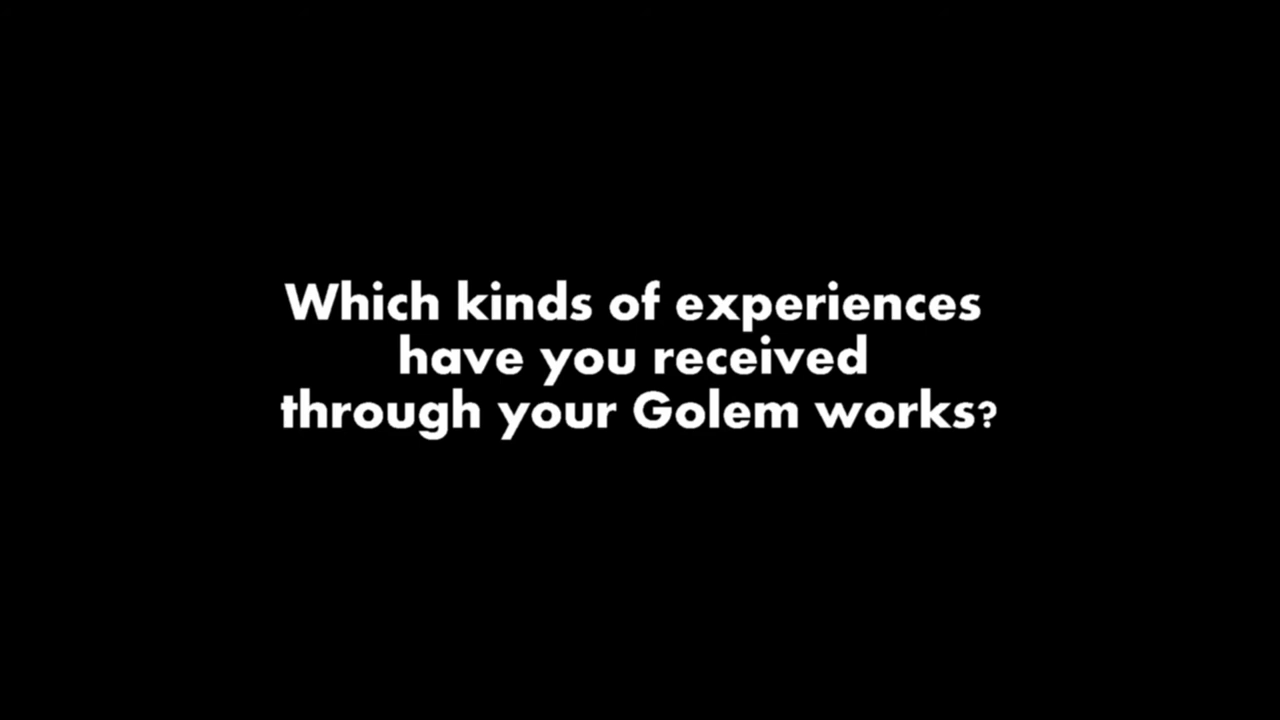 Which kinds of experiences
have you received
through your Golem works?